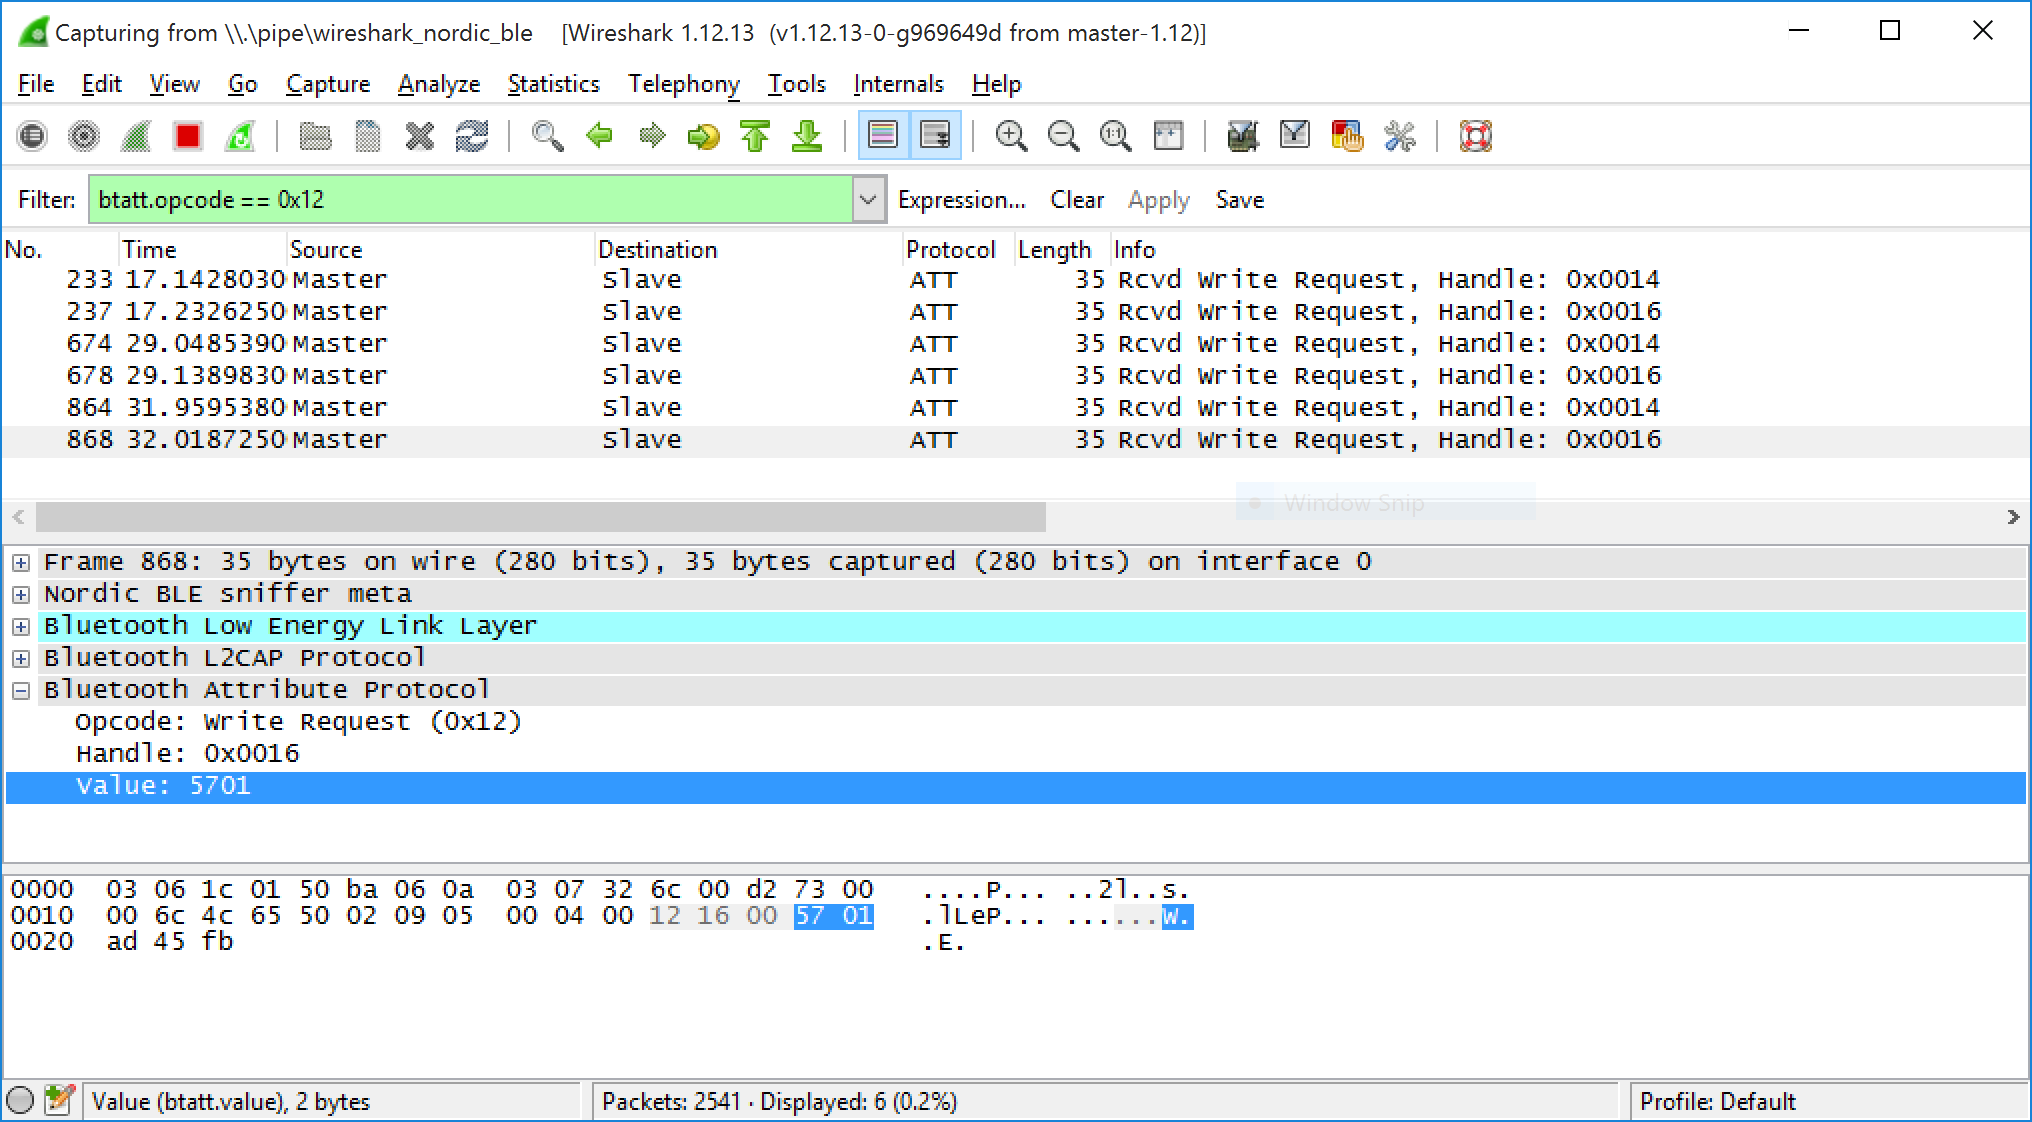 Capturing from \\.\pipe\wireshark_nordic_ble [Wireshark 1.12.13 (v1.12.13-0-g969649d from master-1.12)]
File Edit View Go Capture Analyze Statistics Telephony Tools Internals Help
Filter: btatt.opcode == 0x12 Expression... Clear Apply Save
No. Time Source Destination Protocol Length Info
233 17.1428030 Master Slave ATT 35 Rcvd Write Request, Handle: 0x0014
237 17.2326250 Master Slave ATT 35 Rcvd Write Request, Handle: 0x0016
674 29.0485390 Master Slave ATT 35 Rcvd Write Request, Handle: 0x0014
678 29.1389830 Master Slave ATT 35 Rcvd Write Request, Handle: 0x0016
864 31.9595380 Master Slave ATT 35 Rcvd Write Request, Handle: 0x0014
868 32.0187250 Master Slave ATT 35 Rcvd Write Request, Handle: 0x0016
Window Snip
Frame 868: 35 bytes on wire (280 bits), 35 bytes captured (280 bits) on interface 0
Nordic BLE sniffer meta
Bluetooth Low Energy Link Layer
Bluetooth L2CAP Protocol
Bluetooth Attribute Protocol
Opcode: Write Request (0x12)
Handle: 0x0016
Value: 5701
0000 03 06 1c 01 50 ba 06 0a 03 07 32 6c 00 d2 73 00 ....P... ..2l..s.
0010 00 6c 4c 65 50 02 09 05 00 04 00 12 16 00 57 01 .lLeP... ......W.
0020 ad 45 fb .E.
Value (btatt.value), 2 bytes Packets: 2541 · Displayed: 6 (0.2%) Profile: Default